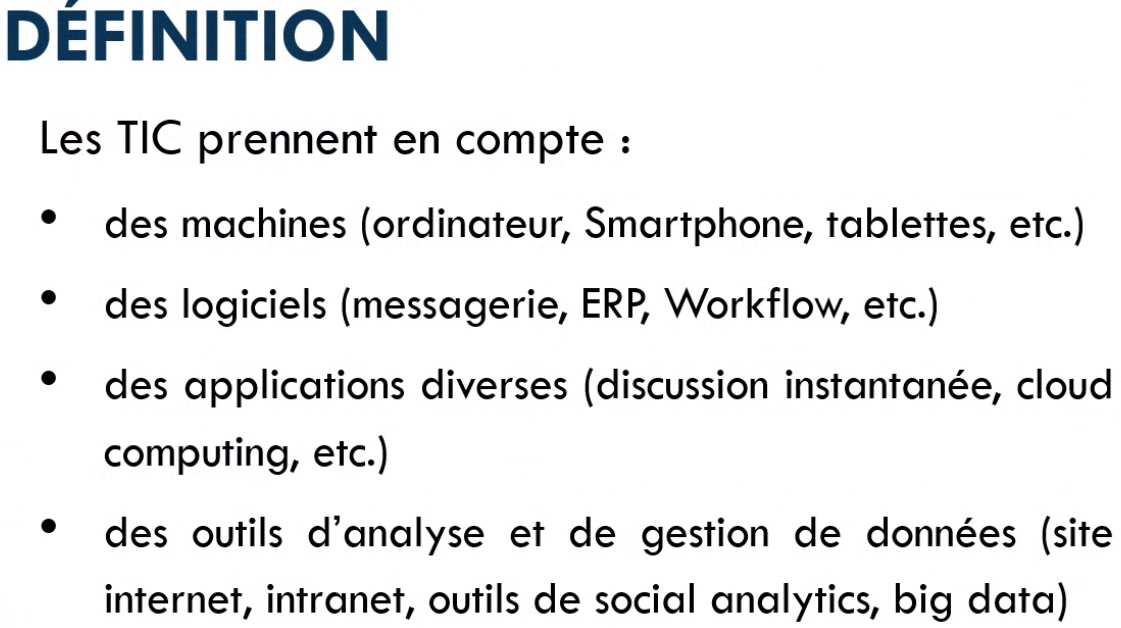 DÉFINITION
Les TIC prennent en compte :
• des machines (ordinateur, Smartphone, tablettes, etc.)
• des logiciels (messagerie, ERP, Workflow, etc.)
• des applications diverses (discussion instantanée, cloud
computing, etc.)
• des outils d’analyse et de gestion de données (site
internet, intranet, outils de social analytics, big data)